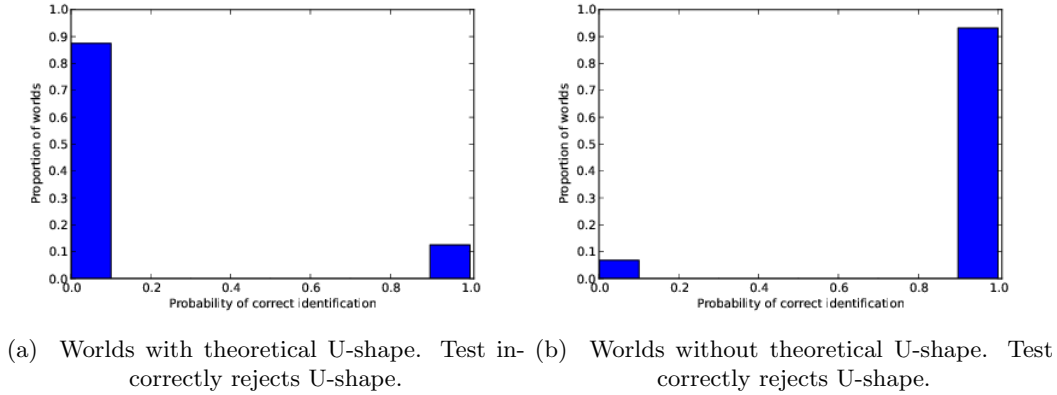 1.0
0.9
0.8
0.7
0.6
0.5
0.4
0.3
0.2
0.1
0.0
Proportion of worlds
0.0 0.2 0.4 0.6 0.8 1.0
Probability of correct identification
(a) Worlds with theoretical U-shape. Test in-
correctly rejects U-shape.
1.0
0.9
0.8
0.7
0.6
0.5
0.4
0.3
0.2
0.1
0.0
Proportion of worlds
0.0 0.2 0.4 0.6 0.8 1.0
Probability of correct identification
(b) Worlds without theoretical U-shape. Test
correctly rejects U-shape.